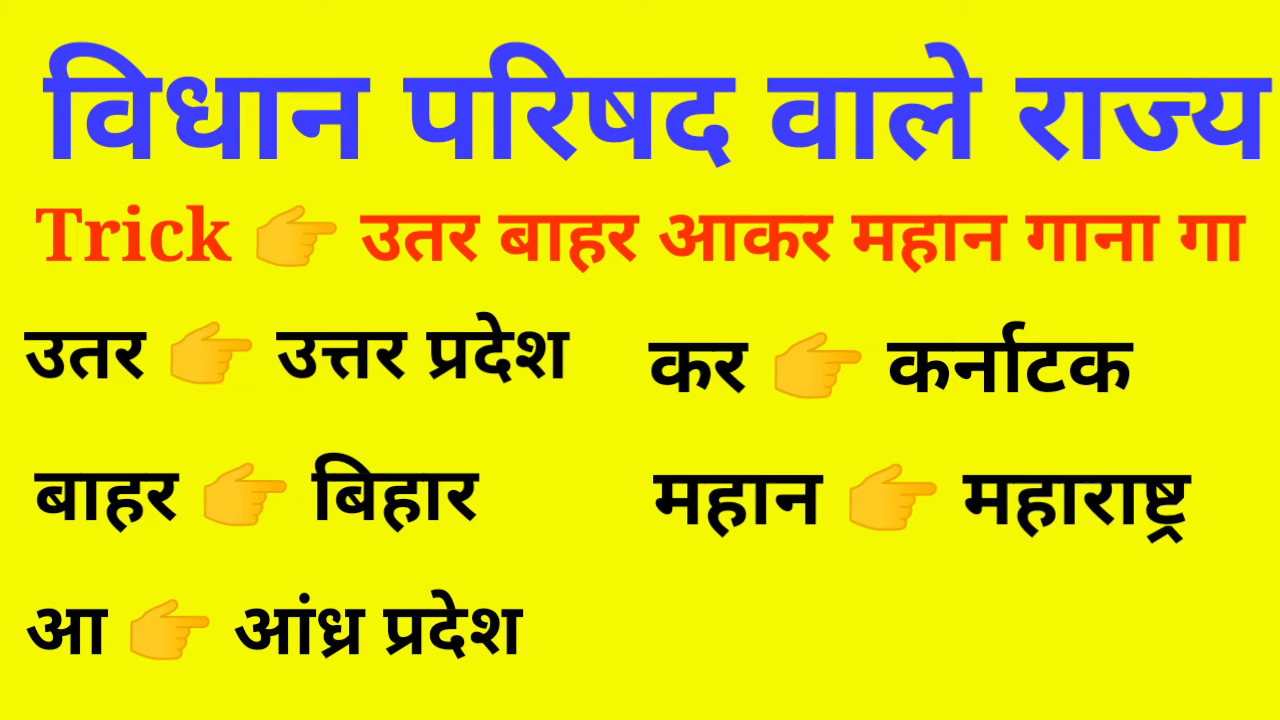 विधान परिषद वाले राज्य
Trick 👉 उतर बाहर आकर महान गाना गा
उतर 👉 उत्तर प्रदेश
कर 👉 कर्नाटक
बाहर 👉 बिहार
महान 👉 महाराष्ट्र
आ 👉 आंध्र प्रदेश